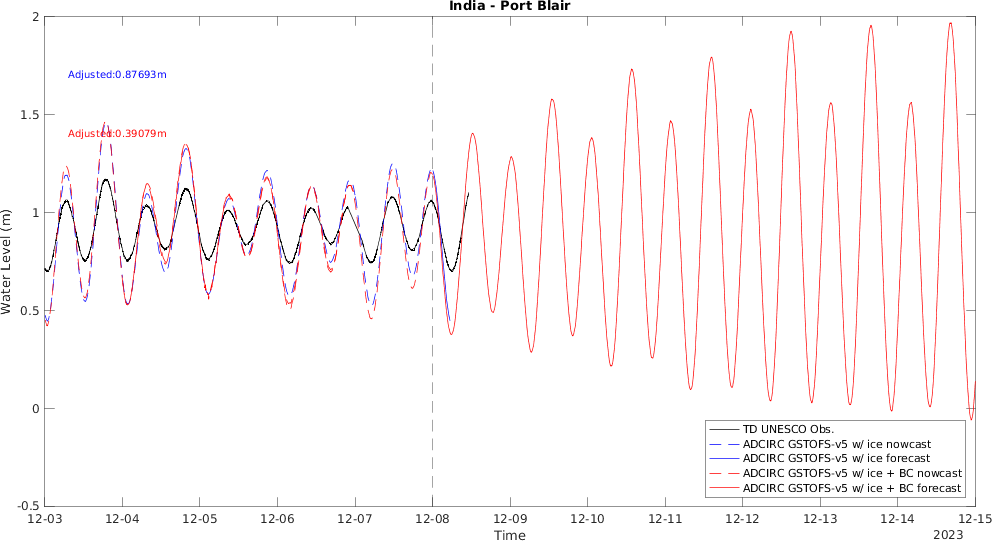 India - Port Blair
Water Level (m)
2
1.5
1
0.5
0
-0.5
Adjusted:0.87693m
Adjusted:0.39079m
TD UNESCO Obs.
ADCIRC GSTOFS-v5 w/ ice nowcast
ADCIRC GSTOFS-v5 w/ ice forecast
ADCIRC GSTOFS-v5 w/ ice + BC nowcast
ADCIRC GSTOFS-v5 w/ ice + BC forecast
12-03 12-04 12-05 12-06 12-07 12-08 12-09 12-10 12-11 12-12 12-13 12-14 12-15
Time
2023